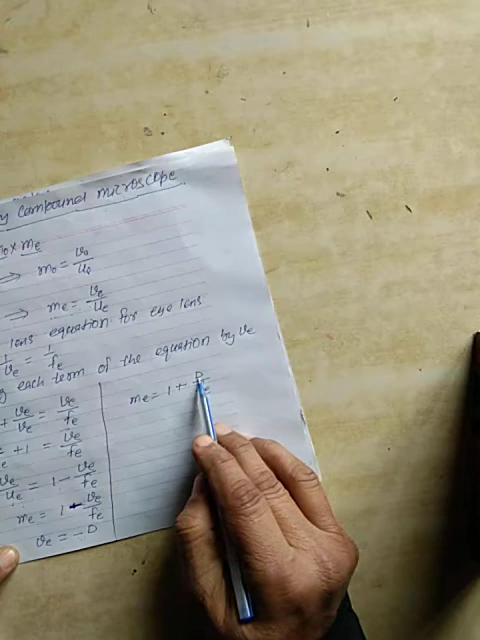 y compound microscope
mo × me
⇒ mo = vo/uo
⇒ me = ve/ue
lens equation for eye lens
1/ve = 1/fe
g each term of the equation by ve
+ ve/ve = ve/fe
+ 1 = ve/fe
ve/ue = 1 - ve/fe
me = 1 - ve/fe
ve = - D
me = 1 + D